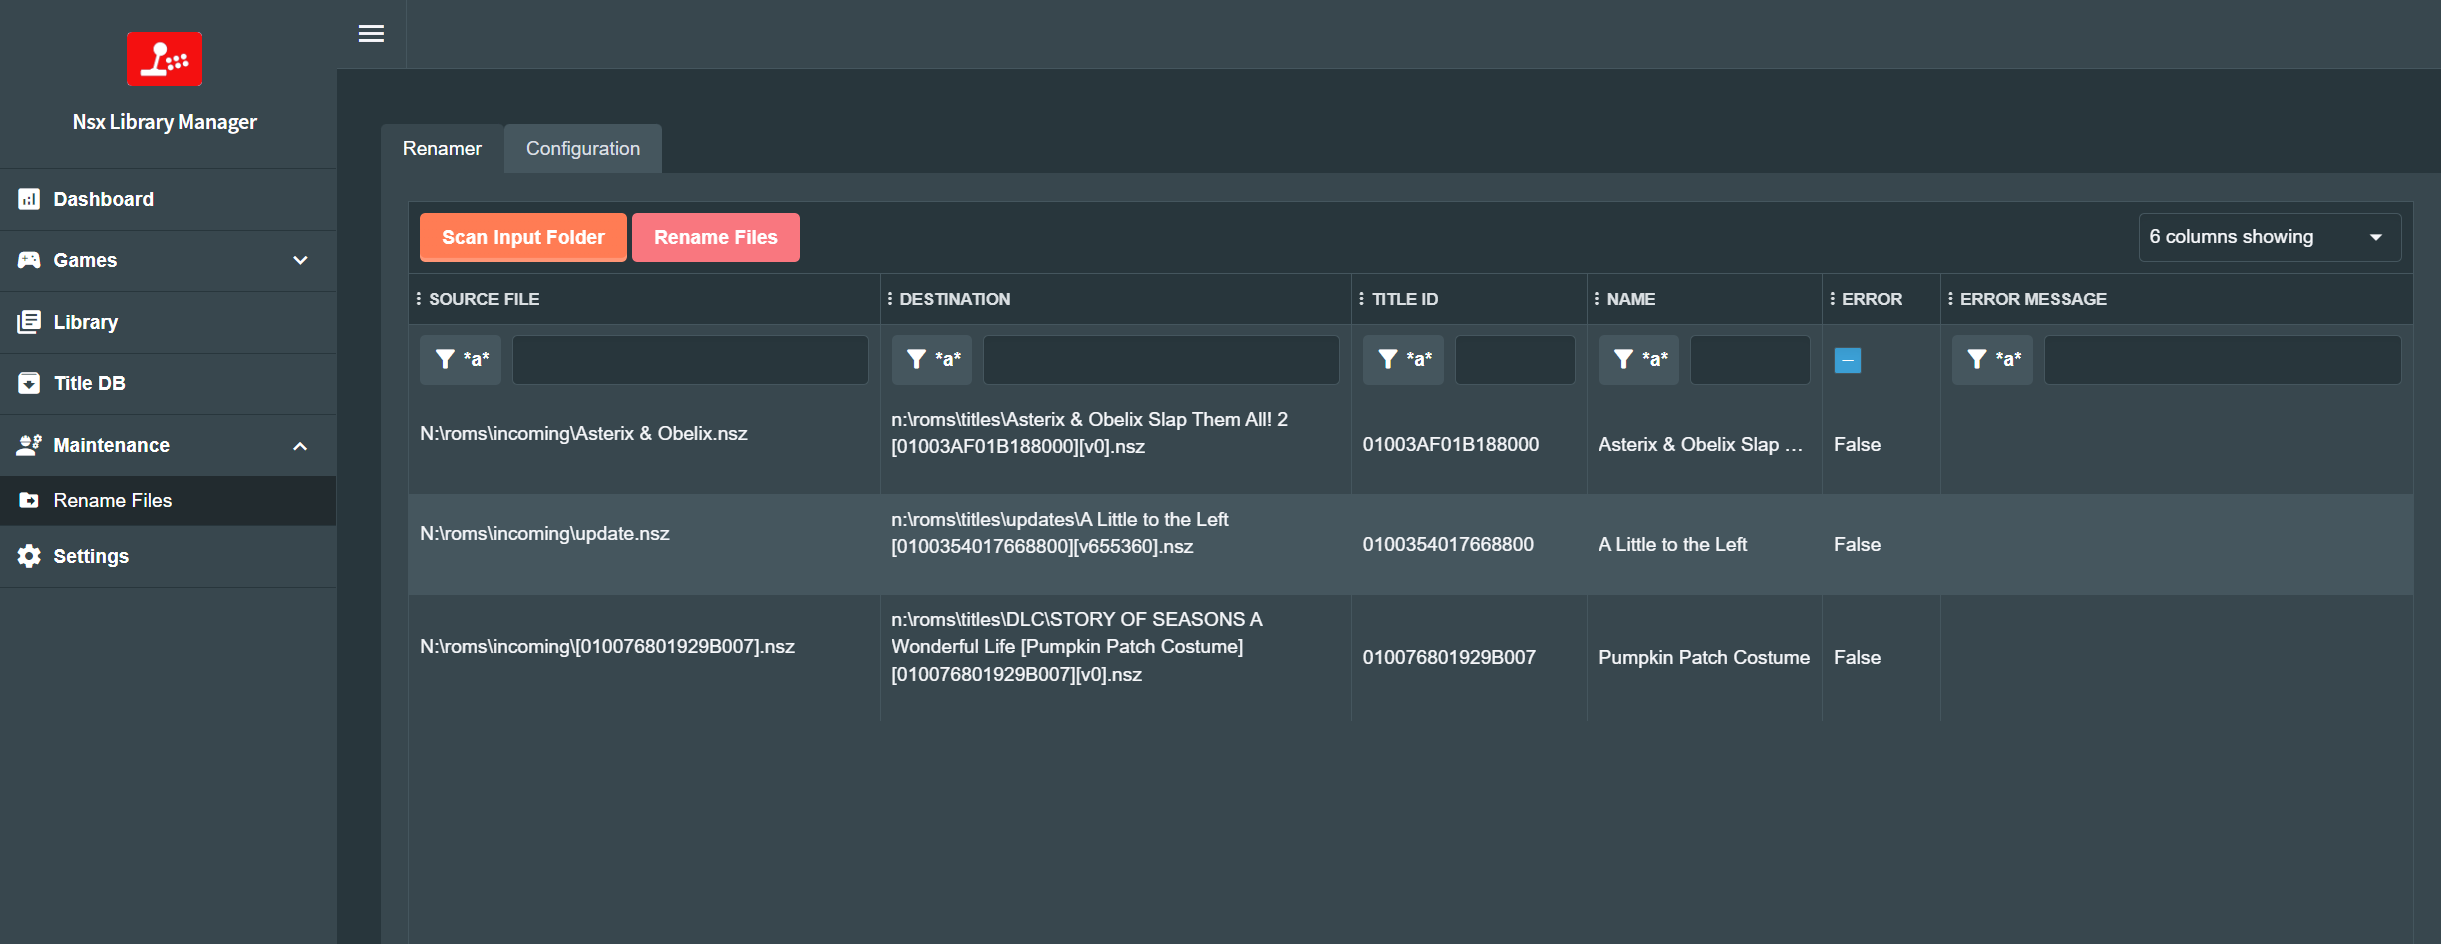 Nsx Library Manager
Dashboard
Games
Library
Title DB
Maintenance
Rename Files
Settings
Renamer
Configuration
Scan Input Folder
Rename Files
6 columns showing
SOURCE FILE
DESTINATION
TITLE ID
NAME
ERROR
ERROR MESSAGE
*a*
*a*
*a*
*a*
*a*
N:\roms\incoming\Asterix & Obelix.nsz
n:\roms\titles\Asterix & Obelix Slap Them All! 2
[01003AF01B188000][v0].nsz
01003AF01B188000
Asterix & Obelix Slap ...
False
N:\roms\incoming\update.nsz
n:\roms\titles\updates\A Little to the Left
[0100354017668800][v655360].nsz
0100354017668800
A Little to the Left
False
N:\roms\incoming\[010076801929B007].nsz
n:\roms\titles\DLC\STORY OF SEASONS A
Wonderful Life [Pumpkin Patch Costume]
[010076801929B007][v0].nsz
010076801929B007
Pumpkin Patch Costume
False